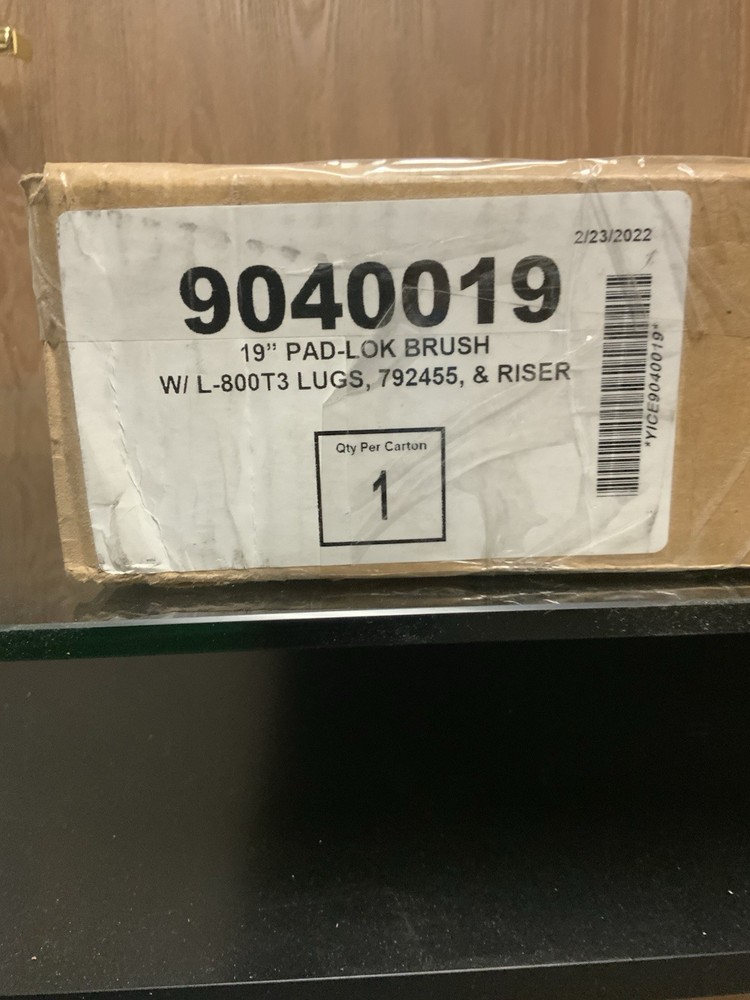 2/23/2022
9040019
19" PAD-LOK BRUSH
W/ L-800T3 LUGS, 792455, & RISER
*YICE9040019*
Qty Per Carton
1